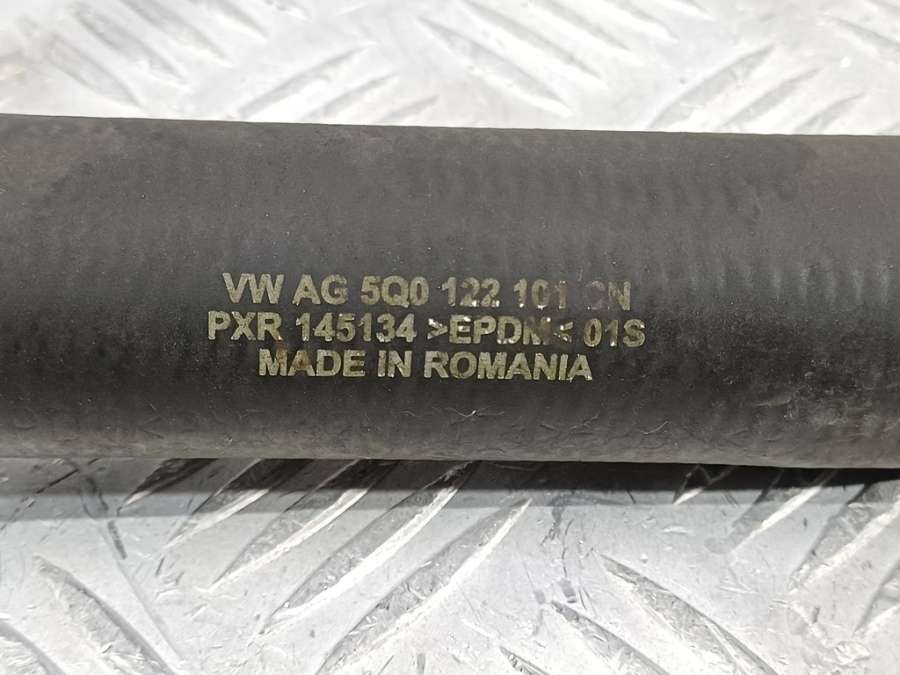 VW AG 5Q0 122 101 CN
PXR 145134 >EPDM< 01S
MADE IN ROMANIA